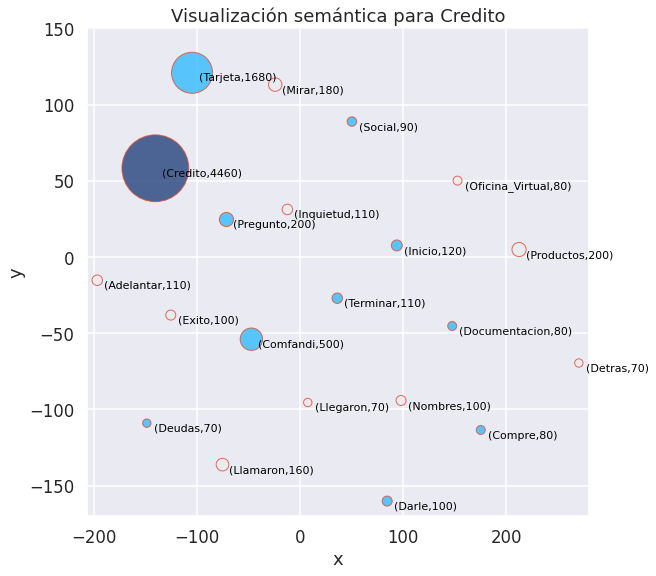 Visualización semántica para Credito
150
100
50
0
−50
−100
−150
y
(Tarjeta,1680)
(Mirar,180)
(Social,90)
(Credito,4460)
(Oficina_Virtual,80)
(Inquietud,110)
(Pregunto,200)
(Inicio,120)
(Productos,200)
(Adelantar,110)
(Terminar,110)
(Exito,100)
(Documentacion,80)
(Comfandi,500)
(Detras,70)
(Llegaron,70)
(Nombres,100)
(Deudas,70)
(Compre,80)
(Llamaron,160)
(Darle,100)
−200
−100
0
100
200
x